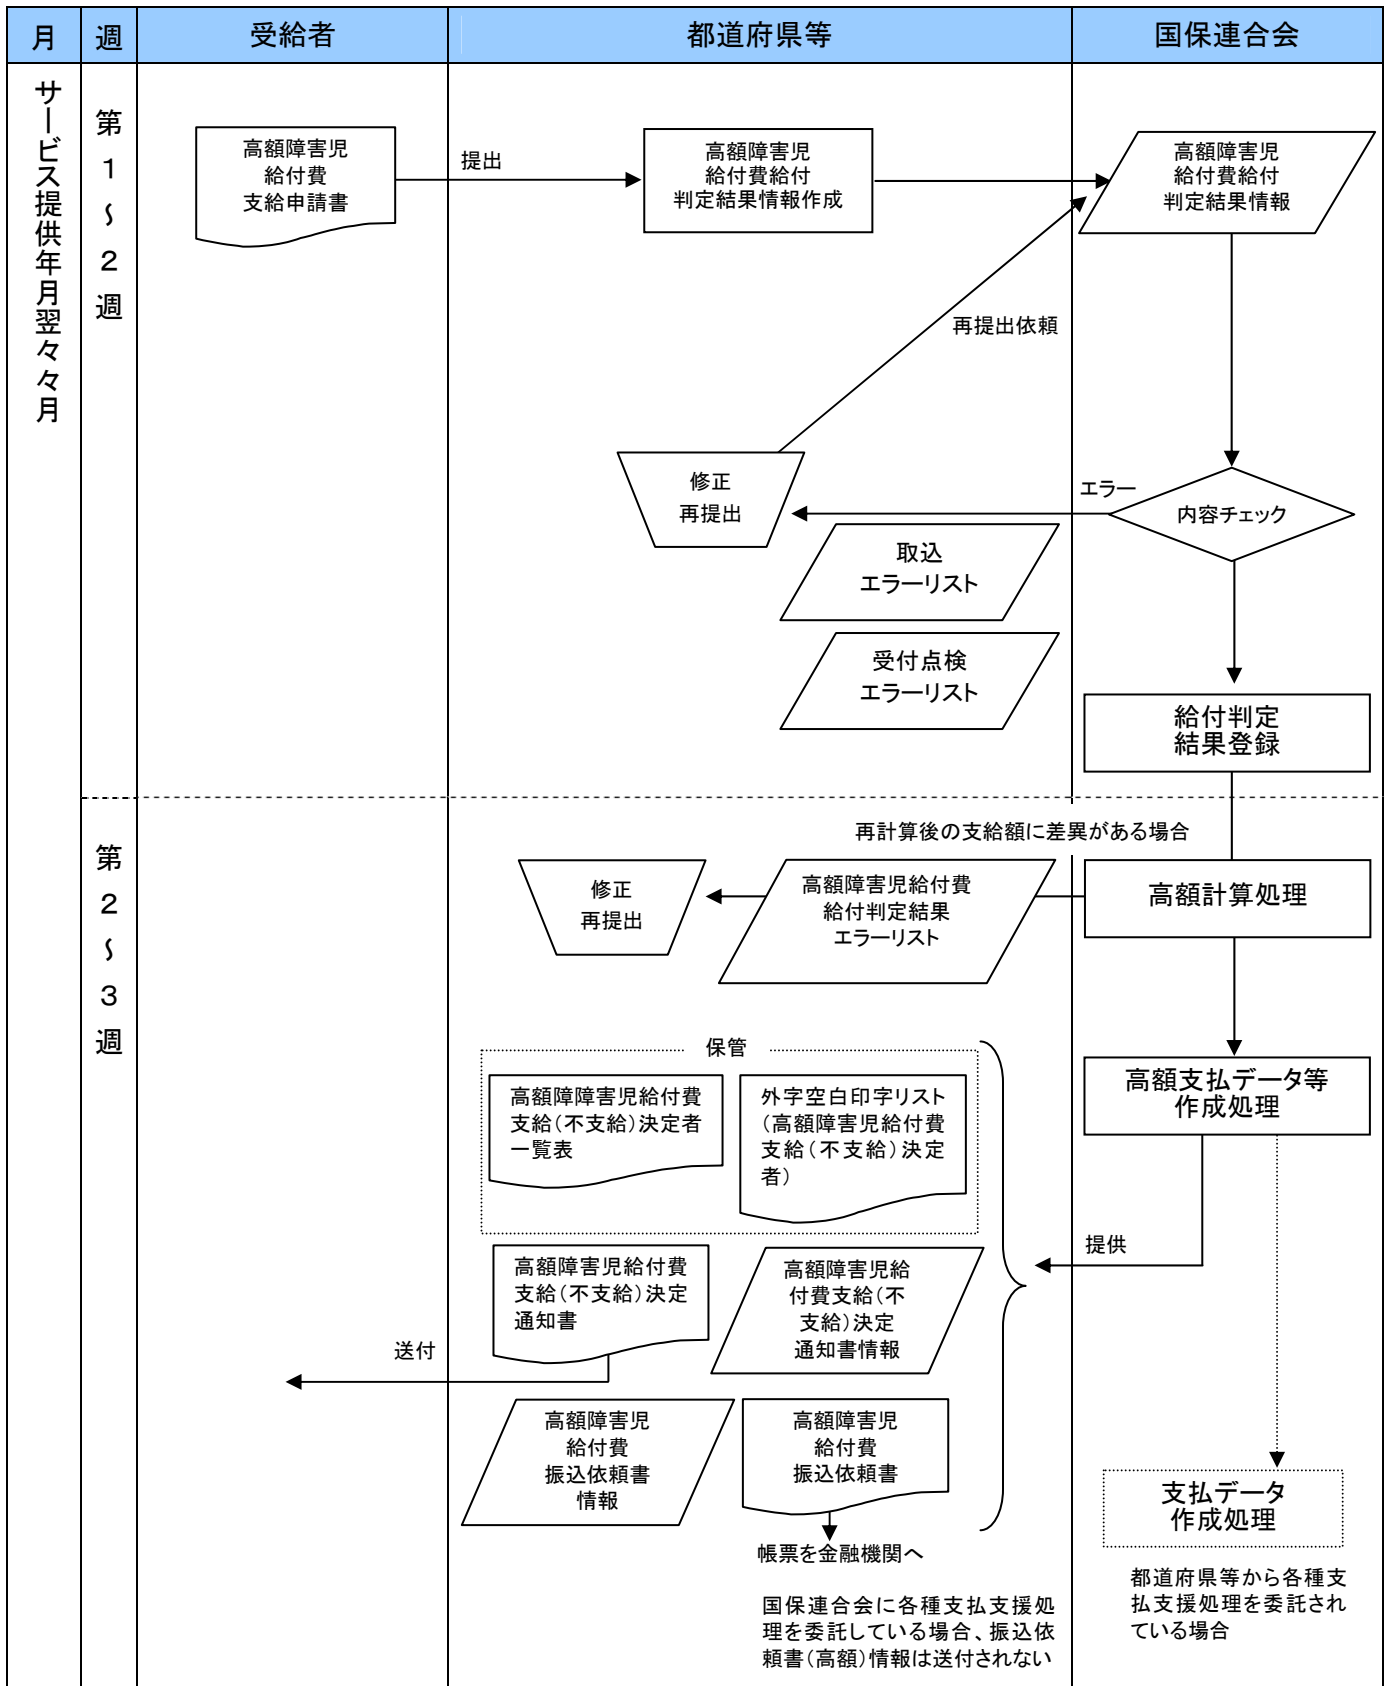 月
週
受給者
都道府県等
国保連合会
サービス提供年月翌々々月
第
1
〜
2
週
高額障害児
給付費
支給申請書
提出
高額障害児
給付費給付
判定結果情報作成
高額障害児
給付費給付
判定結果情報
再提出依頼
修正
再提出
エラー
内容チェック
取込
エラーリスト
受付点検
エラーリスト
給付判定
結果登録
第
2
〜
3
週
再計算後の支給額に差異がある場合
修正
再提出
高額障害児給付費
給付判定結果
エラーリスト
高額計算処理
保管
高額障障害児給付費
支給(不支給)決定者
一覧表
外字空白印字リスト
(高額障害児給付費
支給(不支給)決定
者)
高額支払データ等
作成処理
提供
高額障害児給付費
支給(不支給)決定
通知書
高額障害児給
付費支給(不
支給)決定
通知書情報
送付
高額障害児
給付費
振込依頼書
情報
高額障害児
給付費
振込依頼書
帳票を金融機関へ
支払データ
作成処理
国保連合会に各種支払支援処
理を委託している場合、振込依
頼書(高額)情報は送付されない
都道府県等から各種支
払支援処理を委託され
ている場合